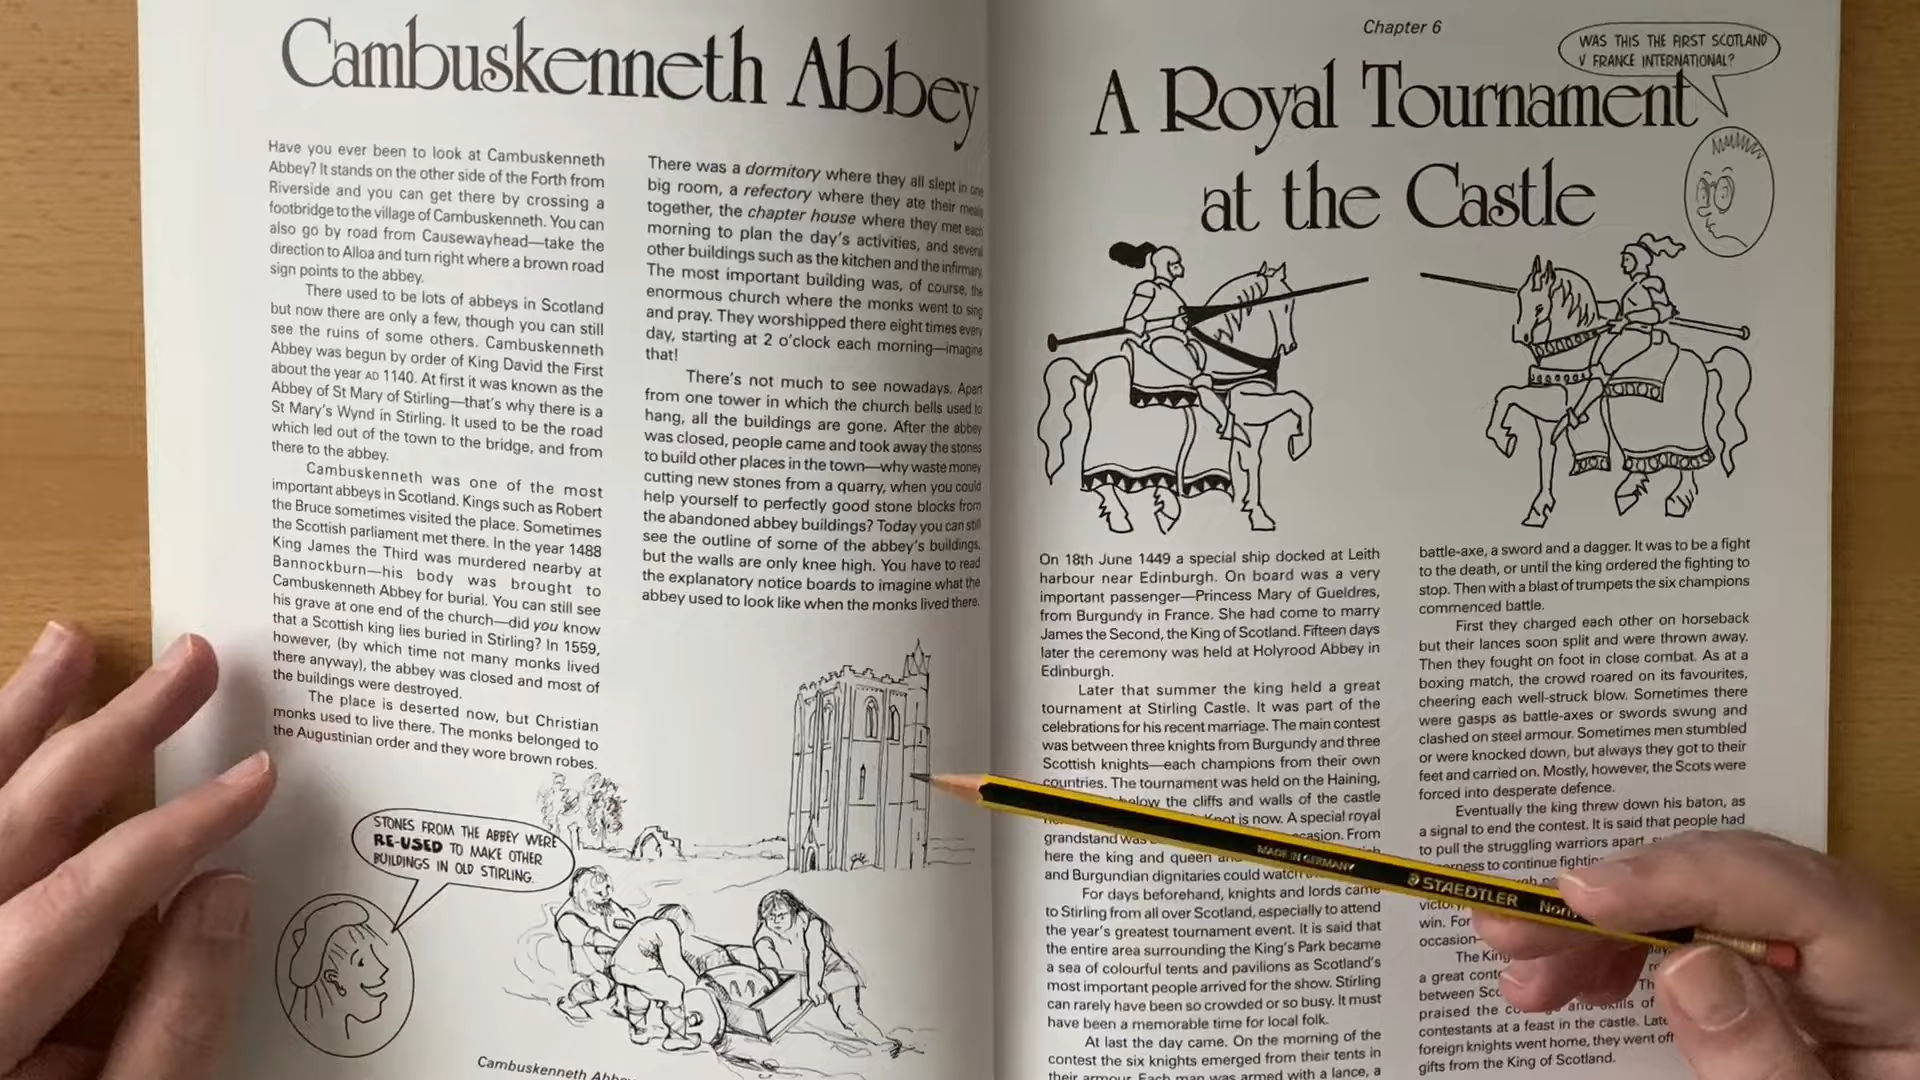 Cambuskenneth Abbey
Have you ever been to look at Cambuskenneth
Abbey? It stands on the other side of the Forth from
Riverside and you can get there by crossing a
footbridge to the village of Cambuskenneth. You can
also go by road from Causewayhead—take the
direction to Alloa and turn right where a brown road
sign points to the abbey.
There used to be lots of abbeys in Scotland
but now there are only a few, though you can still
see the ruins of some others. Cambuskenneth
Abbey was begun by order of King David the First
about the year AD 1140. At first it was known as the
Abbey of St Mary of Stirling—that's why there is a
St Mary's Wynd in Stirling. It used to be the road
which led out of the town to the bridge, and from
there to the abbey.
Cambuskenneth was one of the most
important abbeys in Scotland. Kings such as Robert
the Bruce sometimes visited the place. Sometimes
the Scottish parliament met there. In the year 1488
King James the Third was murdered nearby at
Bannockburn—his body was brought to
Cambuskenneth Abbey for burial. You can still see
his grave at one end of the church—did you know
that a Scottish king lies buried in Stirling? In 1559,
however, (by which time not many monks lived
there anyway), the abbey was closed and most of
the buildings were destroyed.
The place is deserted now, but Christian
monks used to live there. The monks belonged to
the Augustinian order and they wore brown robes.
There was a dormitory where they all slept in one
big room, a refectory where they ate their meals
together, the chapter house where they met each
morning to plan the day's activities, and several
other buildings such as the kitchen and the infirmary.
The most important building was, of course, the
enormous church where the monks went to sing
and pray. They worshipped there eight times every
day, starting at 2 o'clock each morning—imagine
that!
There's not much to see nowadays. Apart
from one tower in which the church bells used to
hang, all the buildings are gone. After the abbey
was closed, people came and took away the stones
to build other places in the town—why waste money
cutting new stones from a quarry, when you could
help yourself to perfectly good stone blocks from
the abandoned abbey buildings? Today you can still
see the outline of some of the abbey's buildings,
but the walls are only knee high. You have to read
the explanatory notice boards to imagine what the
abbey used to look like when the monks lived there.
STONES FROM THE ABBEY WERE
RE-USED TO MAKE OTHER
BUILDINGS IN OLD STIRLING.
Cambuskenneth
Chapter 6
WAS THIS THE FIRST SCOTLAND
V FRANCE INTERNATIONAL?
A Royal Tournament
at the Castle
On 18th June 1449 a special ship docked at Leith
harbour near Edinburgh. On board was a very
important passenger—Princess Mary of Gueldres,
from Burgundy in France. She had come to marry
James the Second, the King of Scotland. Fifteen days
later the ceremony was held at Holyrood Abbey in
Edinburgh.
Later that summer the king held a great
tournament at Stirling Castle. It was part of the
celebrations for his recent marriage. The main contest
was between three knights from Burgundy and three
Scottish knights—each champions from their own
countries. The tournament was held on the Haining,
below the cliffs and walls of the castle
Knot is now. A special royal
grandstand was From
here the king and queen
and Burgundian dignitaries could watch
For days beforehand, knights and lords came
to Stirling from all over Scotland, especially to attend
the year's greatest tournament event. It is said that
the entire area surrounding the King's Park became
a sea of colourful tents and pavilions as Scotland's
most important people arrived for the show. Stirling
can rarely have been so crowded or so busy. It must
have been a memorable time for local folk.
At last the day came. On the morning of the
contest the six knights emerged from their tents in
their armour. Each man was armed with a lance, a
battle-axe, a sword and a dagger. It was to be a fight
to the death, or until the king ordered the fighting to
stop. Then with a blast of trumpets the six champions
commenced battle.
First they charged each other on horseback
but their lances soon split and were thrown away.
Then they fought on foot in close combat. As at a
boxing match, the crowd roared on its favourites,
cheering each well-struck blow. Sometimes there
were gasps as battle-axes or swords swung and
clashed on steel armour. Sometimes men stumbled
or were knocked down, but always they got to their
feet and carried on. Mostly, however, the Scots were
forced into desperate defence.
Eventually the king threw down his baton, as
a signal to end the contest. It is said that people had
to pull the struggling warriors apart
to continue
win. For
occasion—
The King
a great
between
praised the of
contestants at a feast in the castle.
foreign knights went home, they went off
gifts from the King of Scotland.
MADE IN GERMANY
STAEDTLER